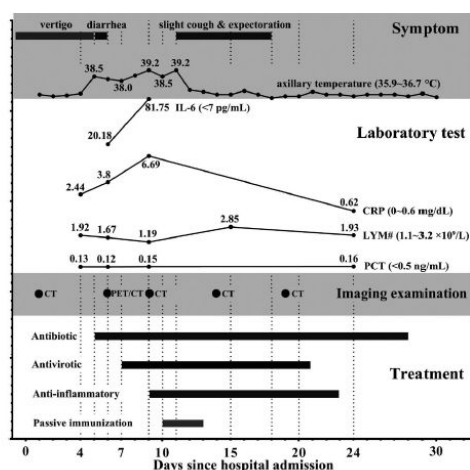 vertigo diarrhea slight cough & expectoration Symptom
38.5 39.2 39.2
38.0 38.5 axillary temperature (35.9~36.7 °C)
81.75 IL-6 (<7 pg/mL)
20.18 Laboratory test
6.69
3.8
2.44 0.62
CRP (0~0.6 mg/dL)
1.92 1.67 1.19 2.85 1.93
LYM# (1.1~3.2 ×10⁹/L)
0.13 0.12 0.15 0.16
PCT (<0.5 ng/mL)
CT PET/CT CT CT CT Imaging examination
Antibiotic
Antivirotic
Treatment
Anti-inflammatory
Passive immunization
0 4 6 7 9 10 11 15 20 24 30
Days since hospital admission